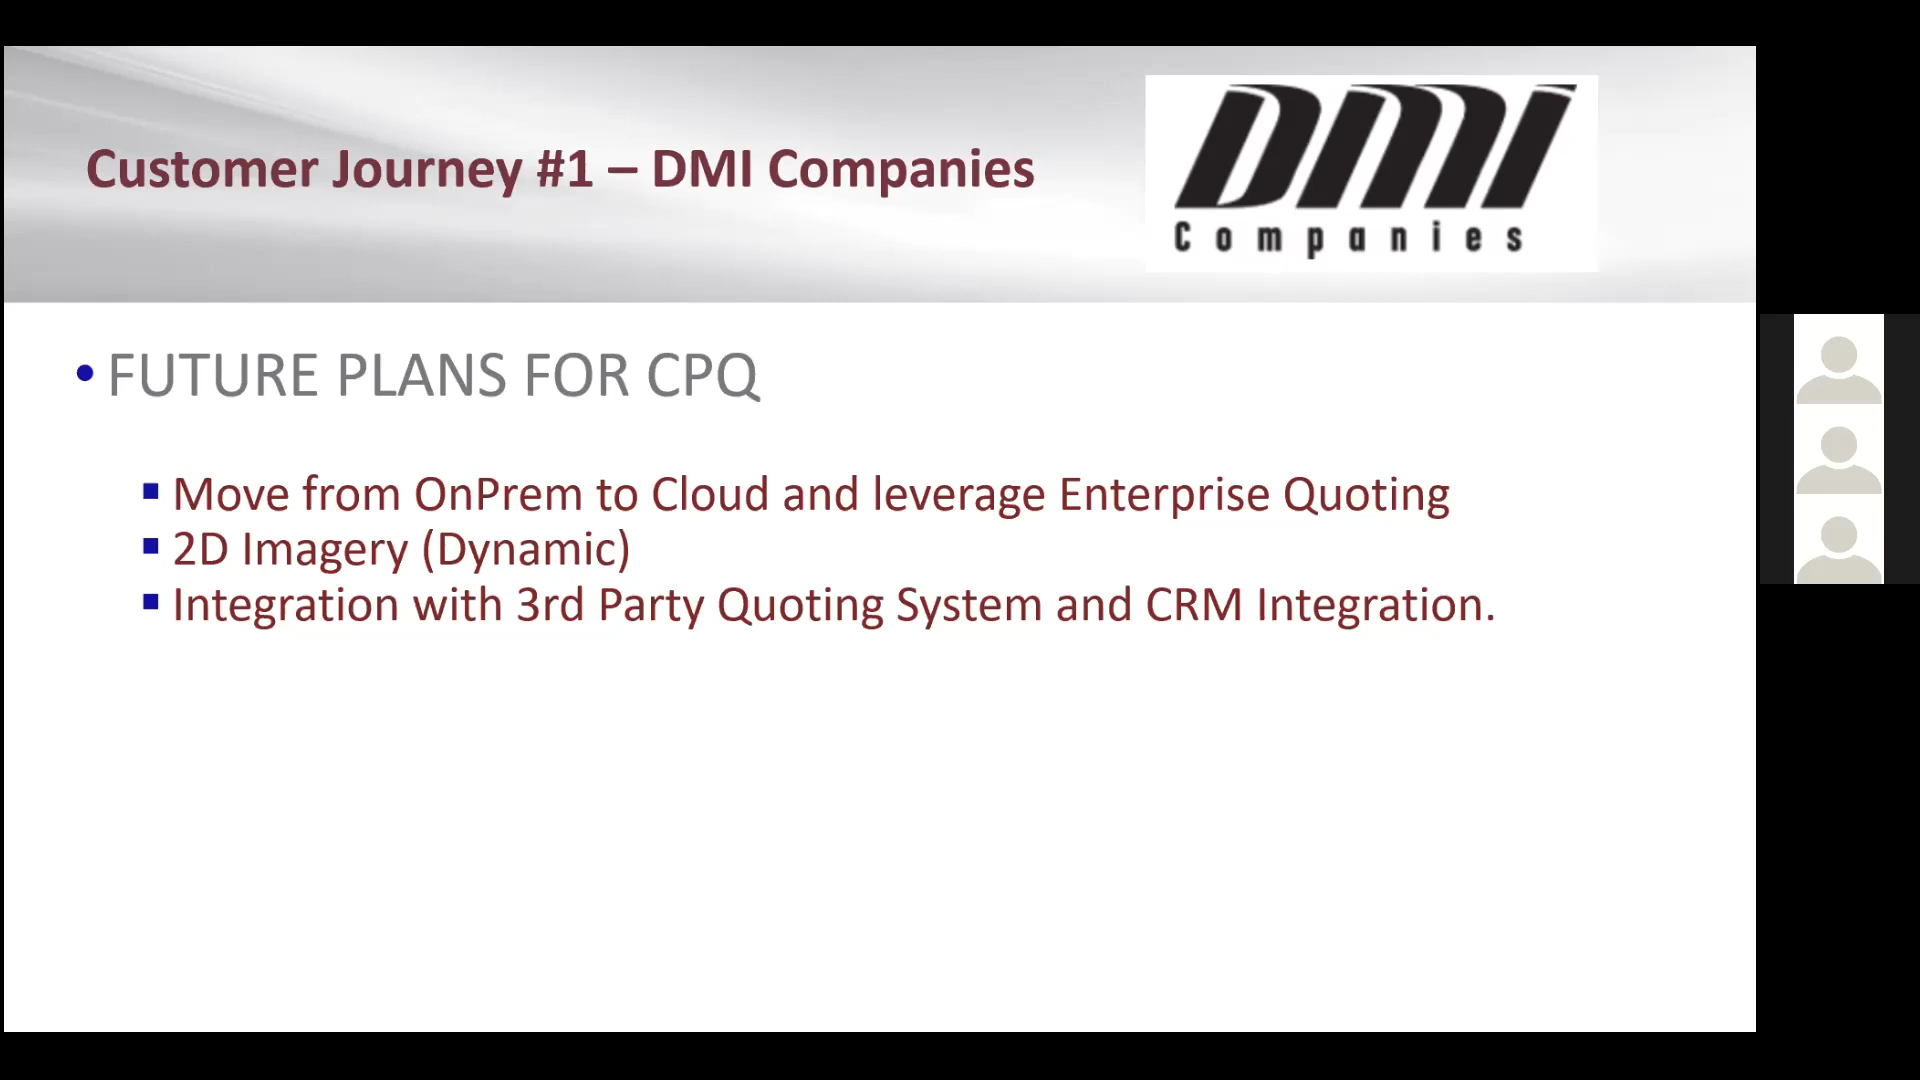 Customer Journey #1 – DMI Companies
DMI
Companies
• FUTURE PLANS FOR CPQ
▪ Move from OnPrem to Cloud and leverage Enterprise Quoting
▪ 2D Imagery (Dynamic)
▪ Integration with 3rd Party Quoting System and CRM Integration.